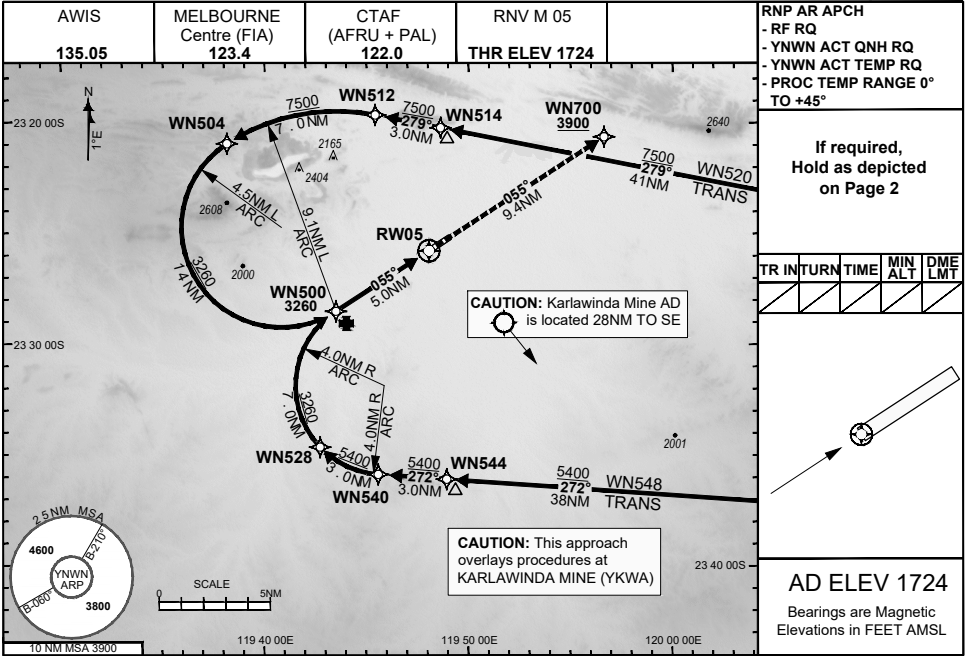 AWIS
135.05
MELBOURNE
Centre (FIA)
123.4
CTAF
(AFRU + PAL)
122.0
RNV M 05
THR ELEV 1724
RNP AR APCH
- RF RQ
- YNWN ACT QNH RQ
- YNWN ACT TEMP RQ
- PROC TEMP RANGE 0°
TO +45°
If required,
Hold as depicted
on Page 2
TR IN
TURN
TIME
MIN
ALT
DME
LMT
N
1°E
23 20 00S
WN504
7500
7.0NM
WN512
7500
279°
3.0NM
WN514
WN700
3900
2640
7500
279°
41NM
WN520
TRANS
2165
2404
4.5NM L
ARC
2608
9.1NM L
ARC
055°
9.4NM
RW05
3260
14NM
2000
WN500
3260
055°
5.0NM
CAUTION: Karlawinda Mine AD
is located 28NM TO SE
23 30 00S
4.0NM R
ARC
3260
7.0NM
4.0NM R
ARC
2001
WN528
5400
3.0NM
WN540
5400
272°
3.0NM
WN544
5400
272°
38NM
WN548
TRANS
25NM MSA
4600
B-210°
YNWN
ARP
B-060°
3800
10 NM MSA 3900
SCALE
0
5NM
CAUTION: This approach
overlays procedures at
KARLAWINDA MINE (YKWA)
23 40 00S
119 40 00E
119 50 00E
120 00 00E
AD ELEV 1724
Bearings are Magnetic
Elevations in FEET AMSL